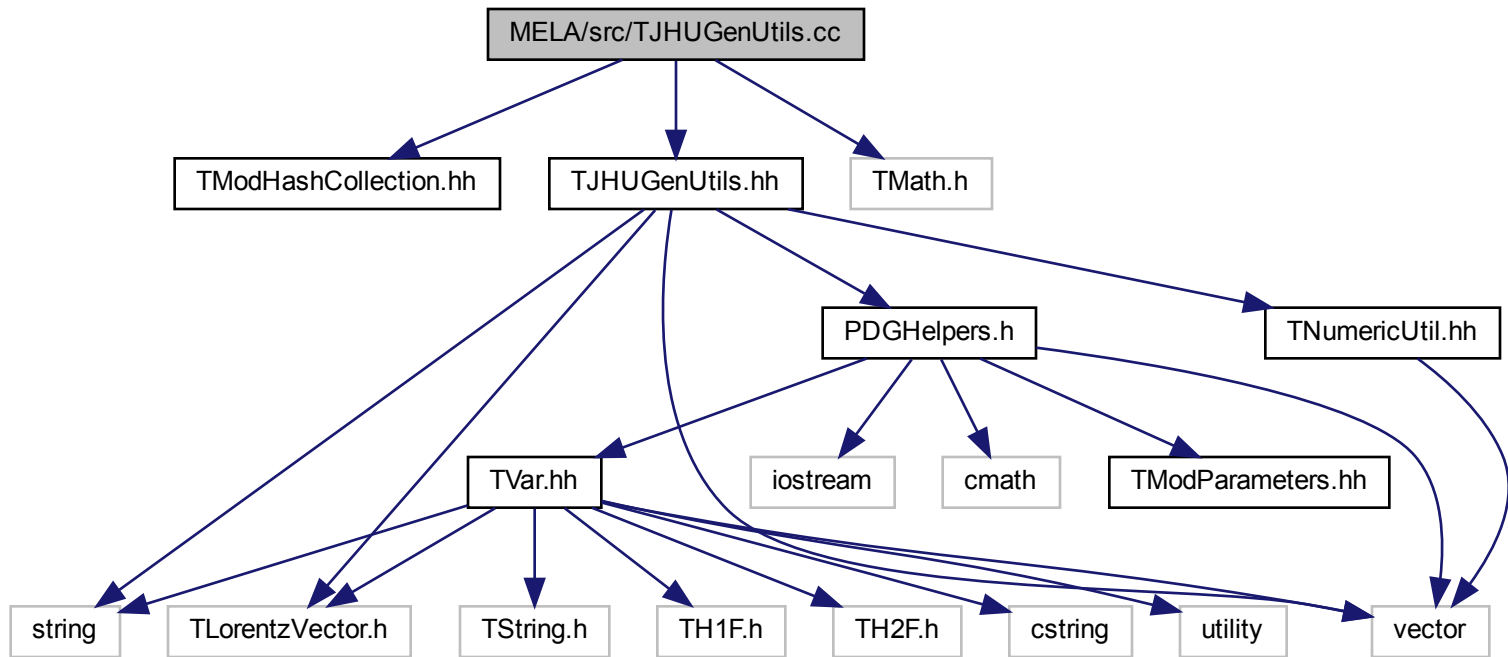 MELA/src/TJHUGenUtils.cc
TModHashCollection.hh
TJHUGenUtils.hh
TMath.h
PDGHelpers.h
TNumericUtil.hh
TVar.hh
iostream
cmath
TModParameters.hh
string
TLorentzVector.h
TString.h
TH1F.h
TH2F.h
cstring
utility
vector